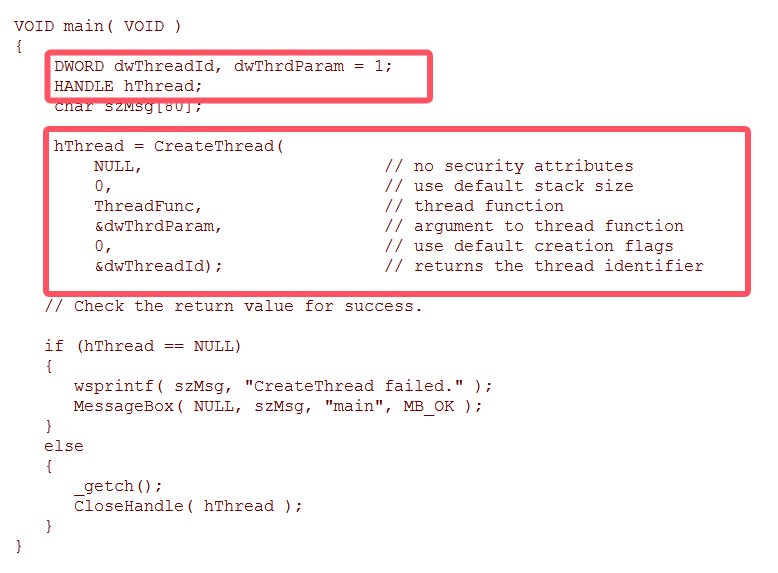 VOID main( VOID )
{
DWORD dwThreadId, dwThrdParam = 1;
HANDLE hThread;
char szMsg[80];
hThread = CreateThread(
NULL, // no security attributes
0, // use default stack size
ThreadFunc, // thread function
&dwThrdParam, // argument to thread function
0, // use default creation flags
&dwThreadId); // returns the thread identifier
// Check the return value for success.
if (hThread == NULL)
{
wsprintf( szMsg, "CreateThread failed." );
MessageBox( NULL, szMsg, "main", MB_OK );
}
else
{
_getch();
CloseHandle( hThread );
}
}